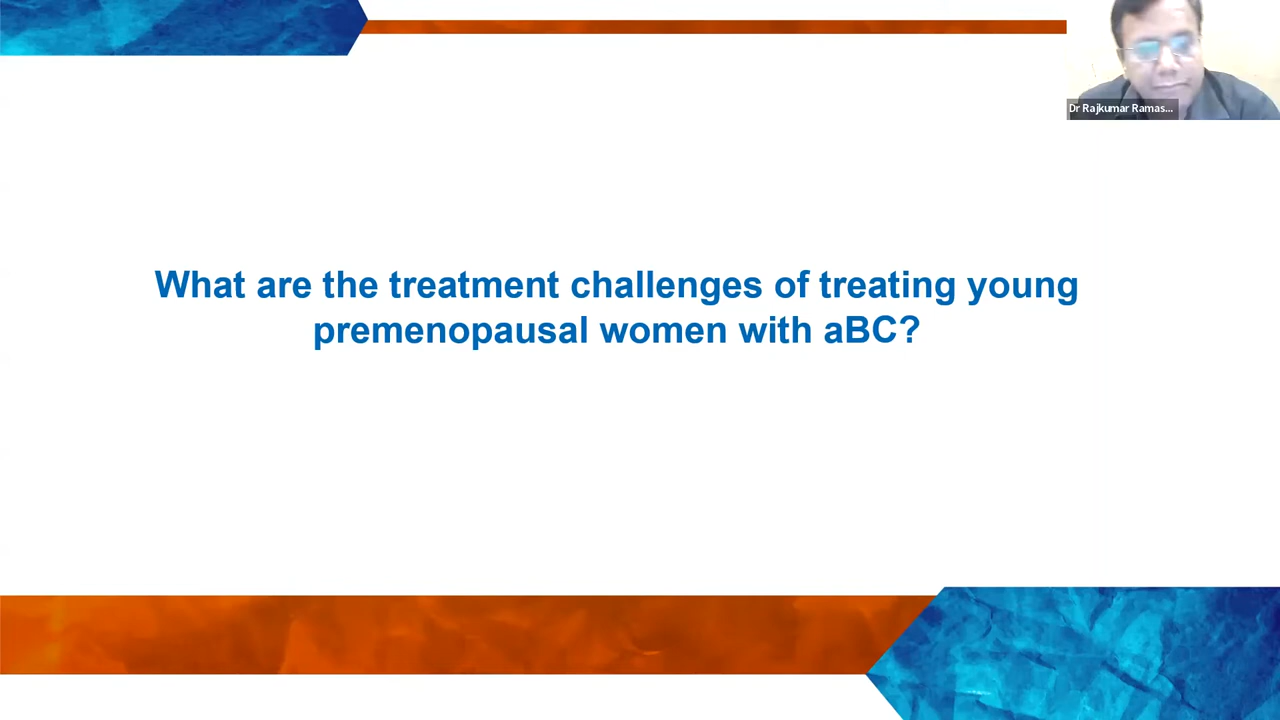 Dr Rajkumar Ramas...
What are the treatment challenges of treating young
premenopausal women with aBC?